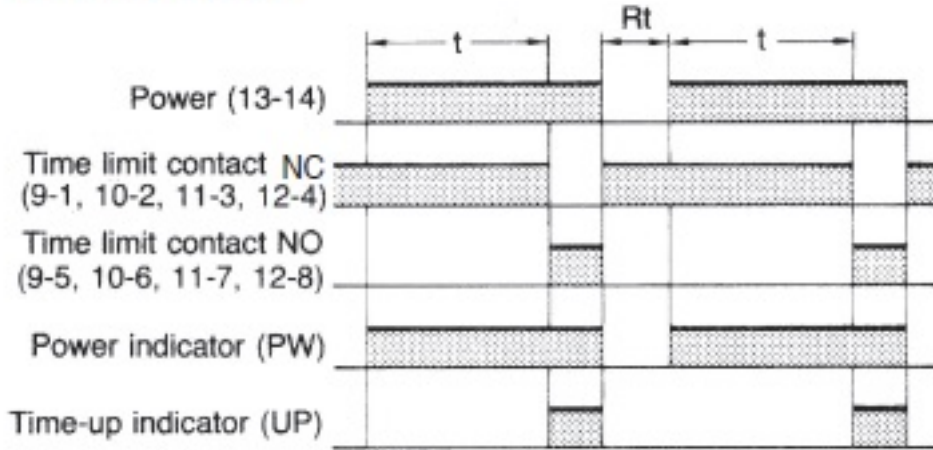 Rt
t
t
Power (13-14)
Time limit contact NC
(9-1, 10-2, 11-3, 12-4)
Time limit contact NO
(9-5, 10-6, 11-7, 12-8)
Power indicator (PW)
Time-up indicator (UP)